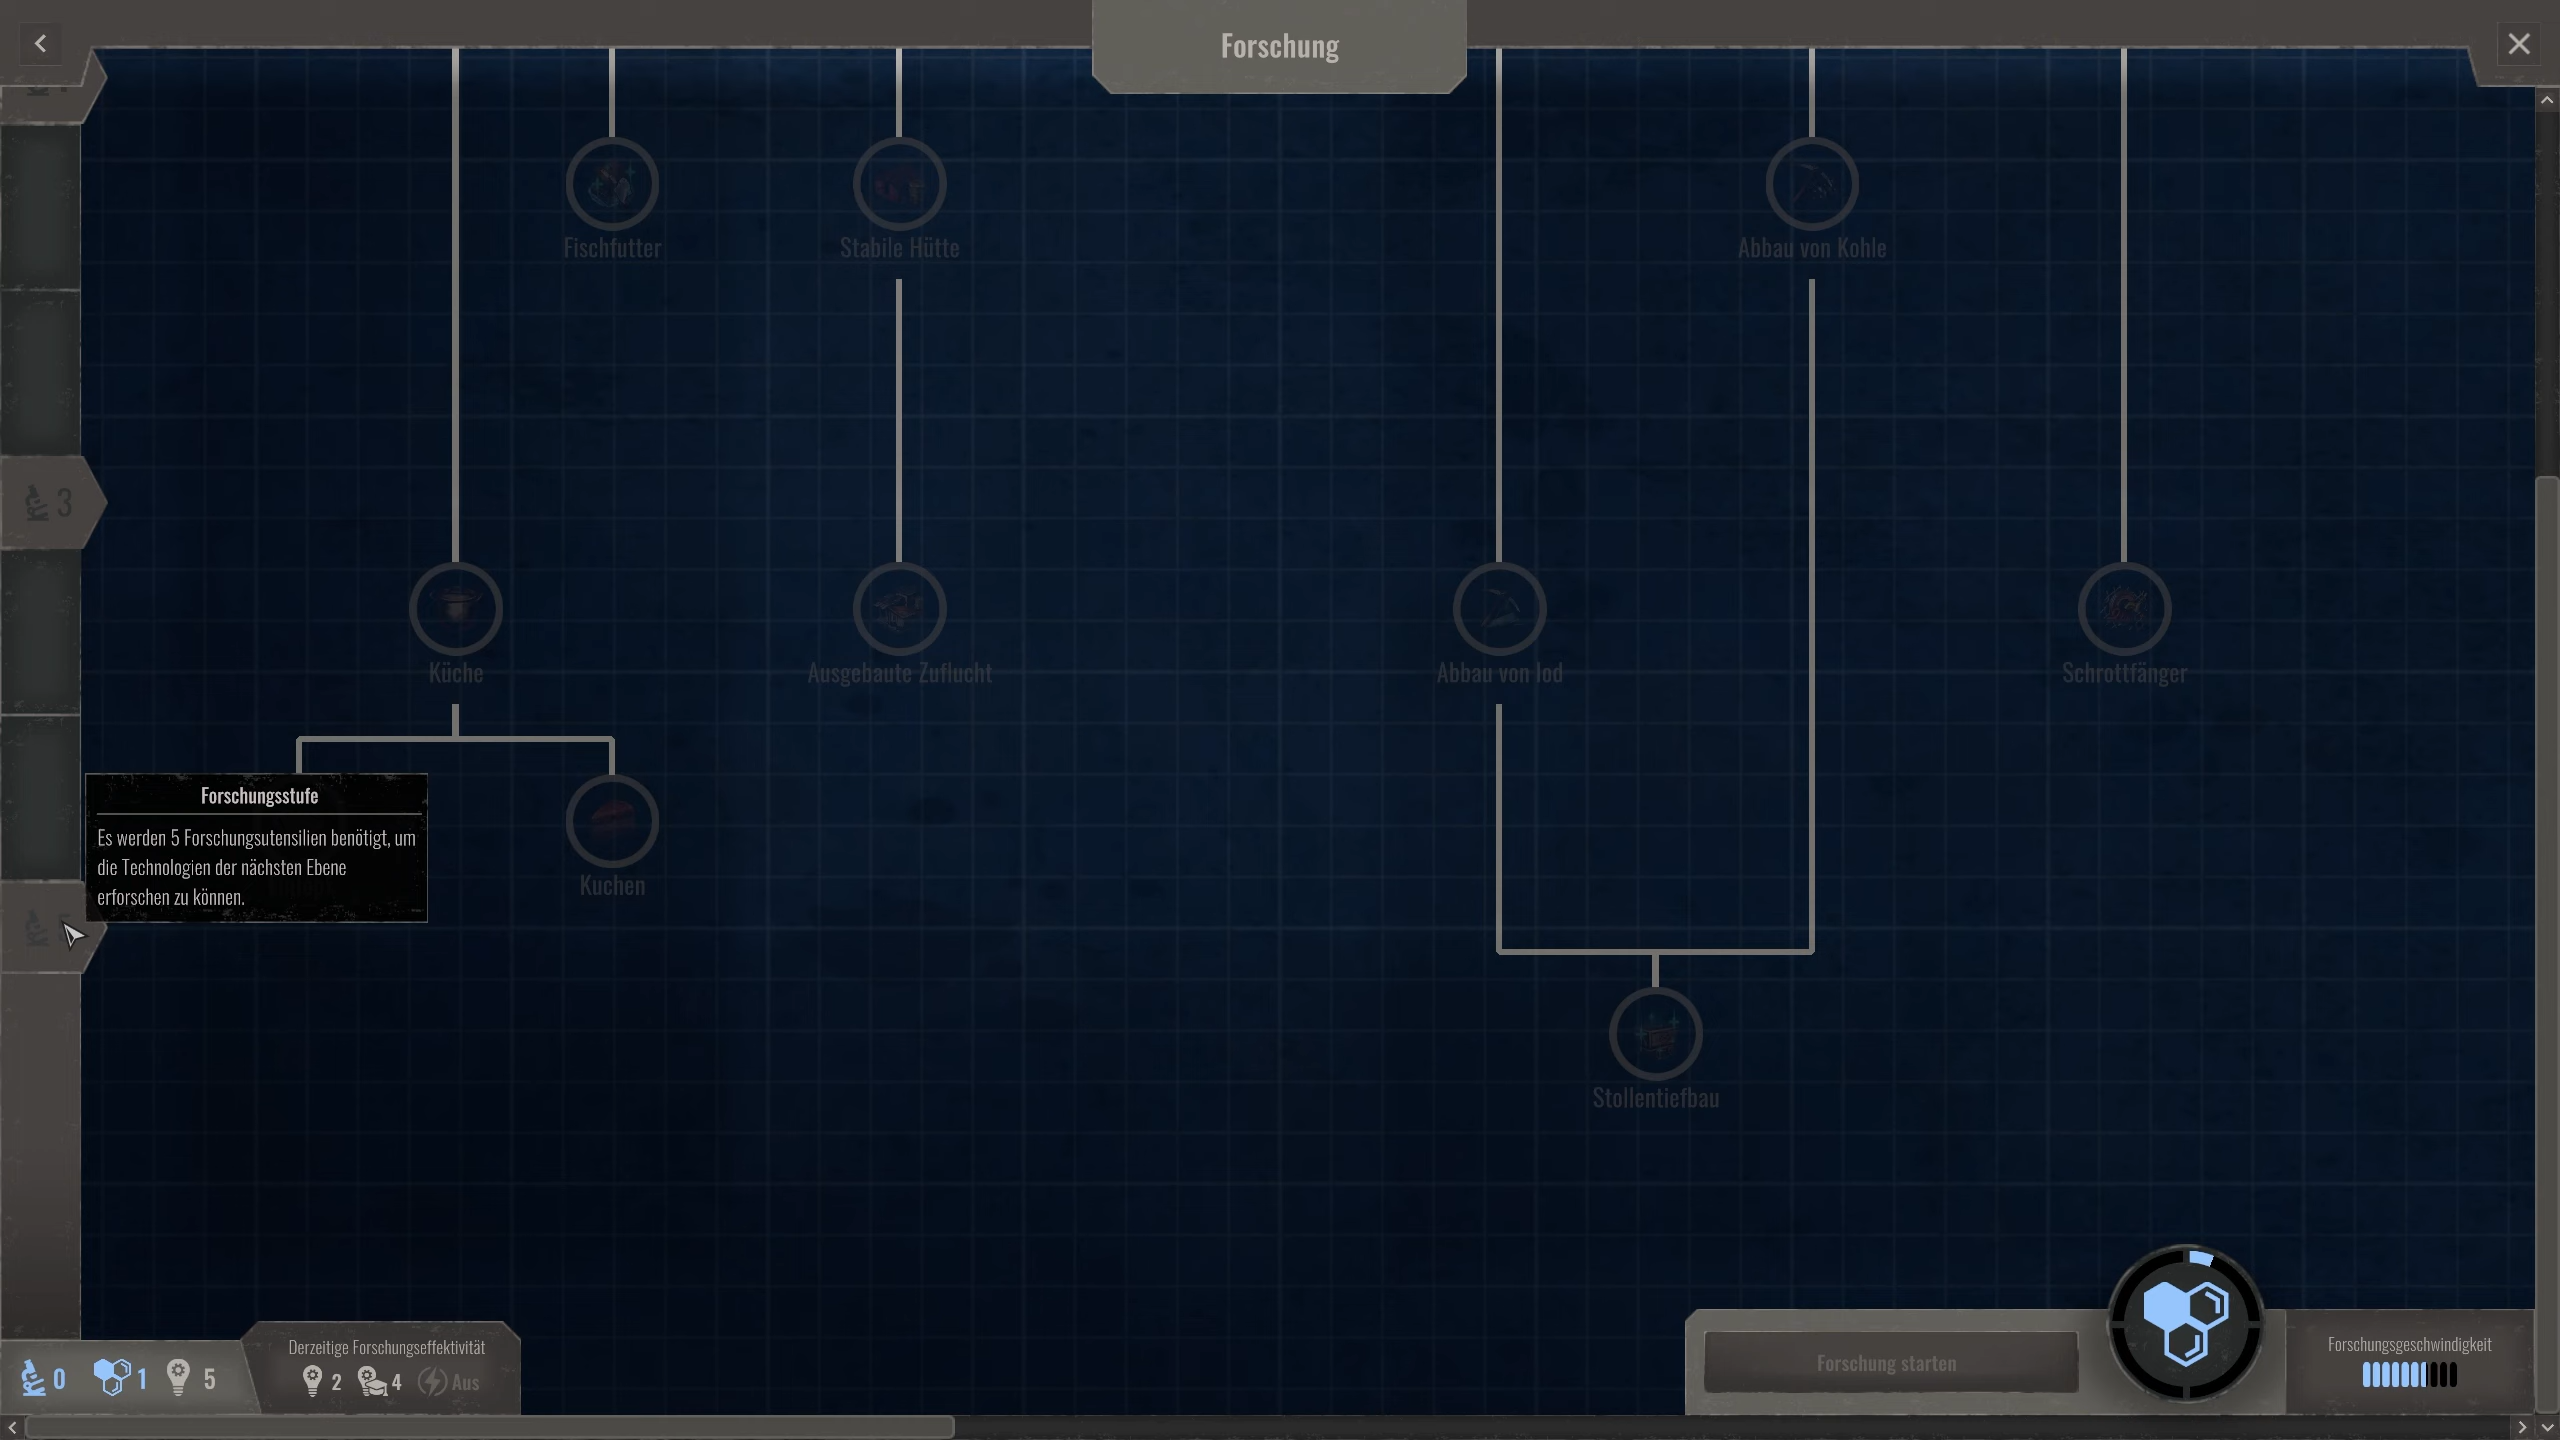 Forschung
Fischfutter
Stabile Hütte
Abbau von Kohle
3
Küche
Ausgebaute Zuflucht
Abbau von Iod
Schrottfänger
Forschungsstufe
Es werden 5 Forschungsutensilien benötigt, um
die Technologien der nächsten Ebene
erforschen zu können.
Kuchen
Stollentiefbau
Derzeitige Forschungseffektivität
0 1 5
2 4 Aus
Forschung starten
Forschungsgeschwindigkeit